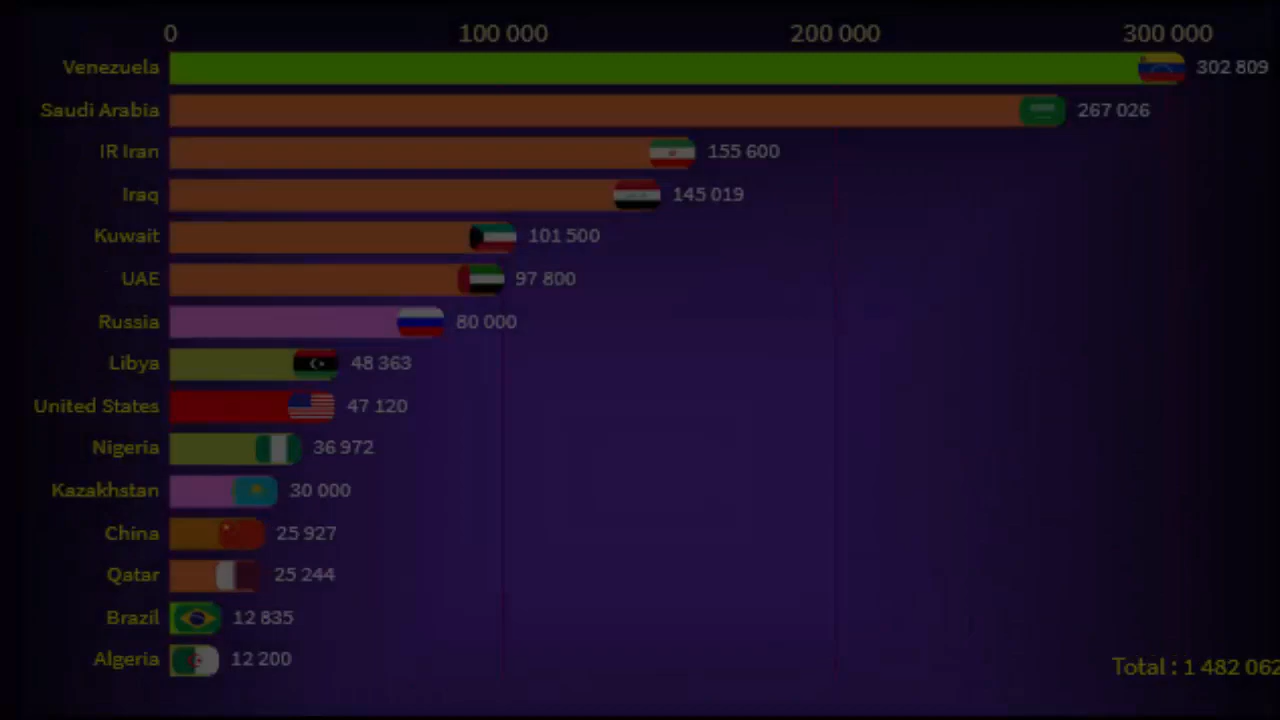 0 100 000 200 000 300 000
Venezuela 302 809
Saudi Arabia 267 026
IR Iran 155 600
Iraq 145 019
Kuwait 101 500
UAE 97 800
Russia 80 000
Libya 48 363
United States 47 120
Nigeria 36 972
Kazakhstan 30 000
China 25 927
Qatar 25 244
Brazil 12 835
Algeria 12 200
Total : 1 482 062